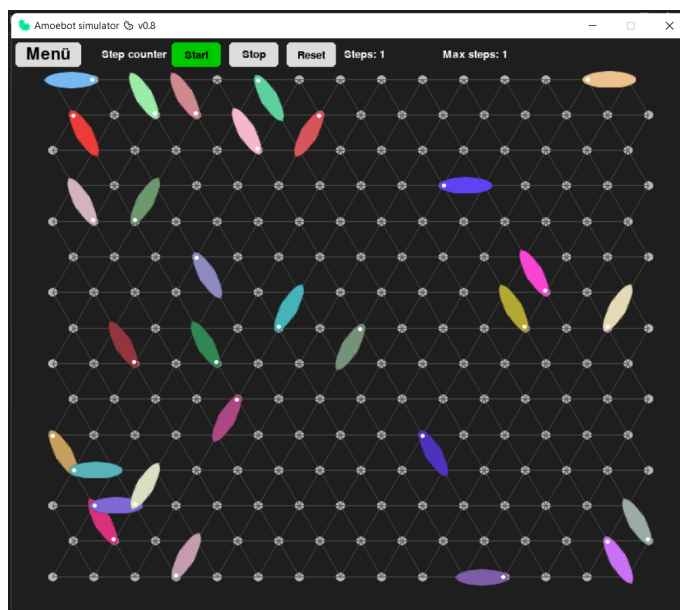 Amoebot simulator v0.8
Menü Step counter Start Stop Reset Steps: 1 Max steps: 1